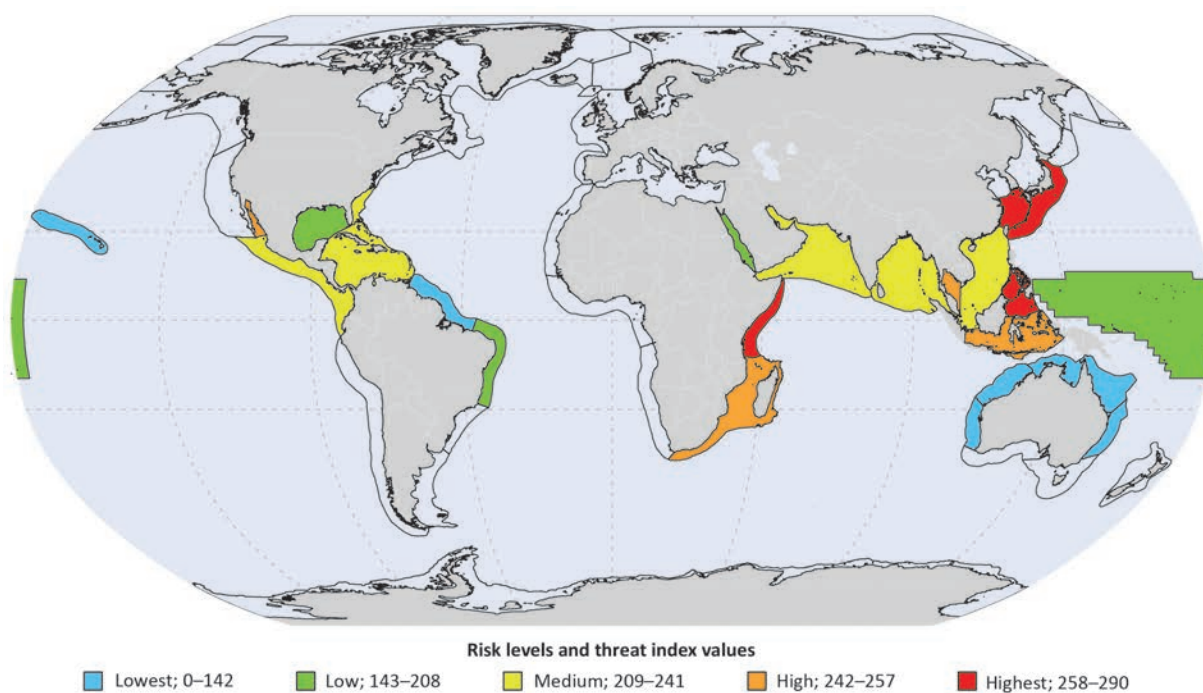 Risk levels and threat index values
Lowest; 0–142 Low; 143–208 Medium; 209–241 High; 242–257 Highest; 258–290